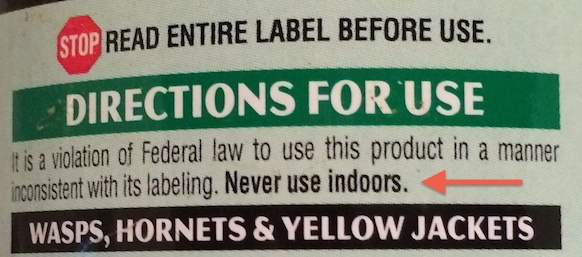 STOP READ ENTIRE LABEL BEFORE USE.
DIRECTIONS FOR USE
It is a violation of Federal law to use this product in a manner
inconsistent with its labeling. Never use indoors.
WASPS, HORNETS & YELLOW JACKETS